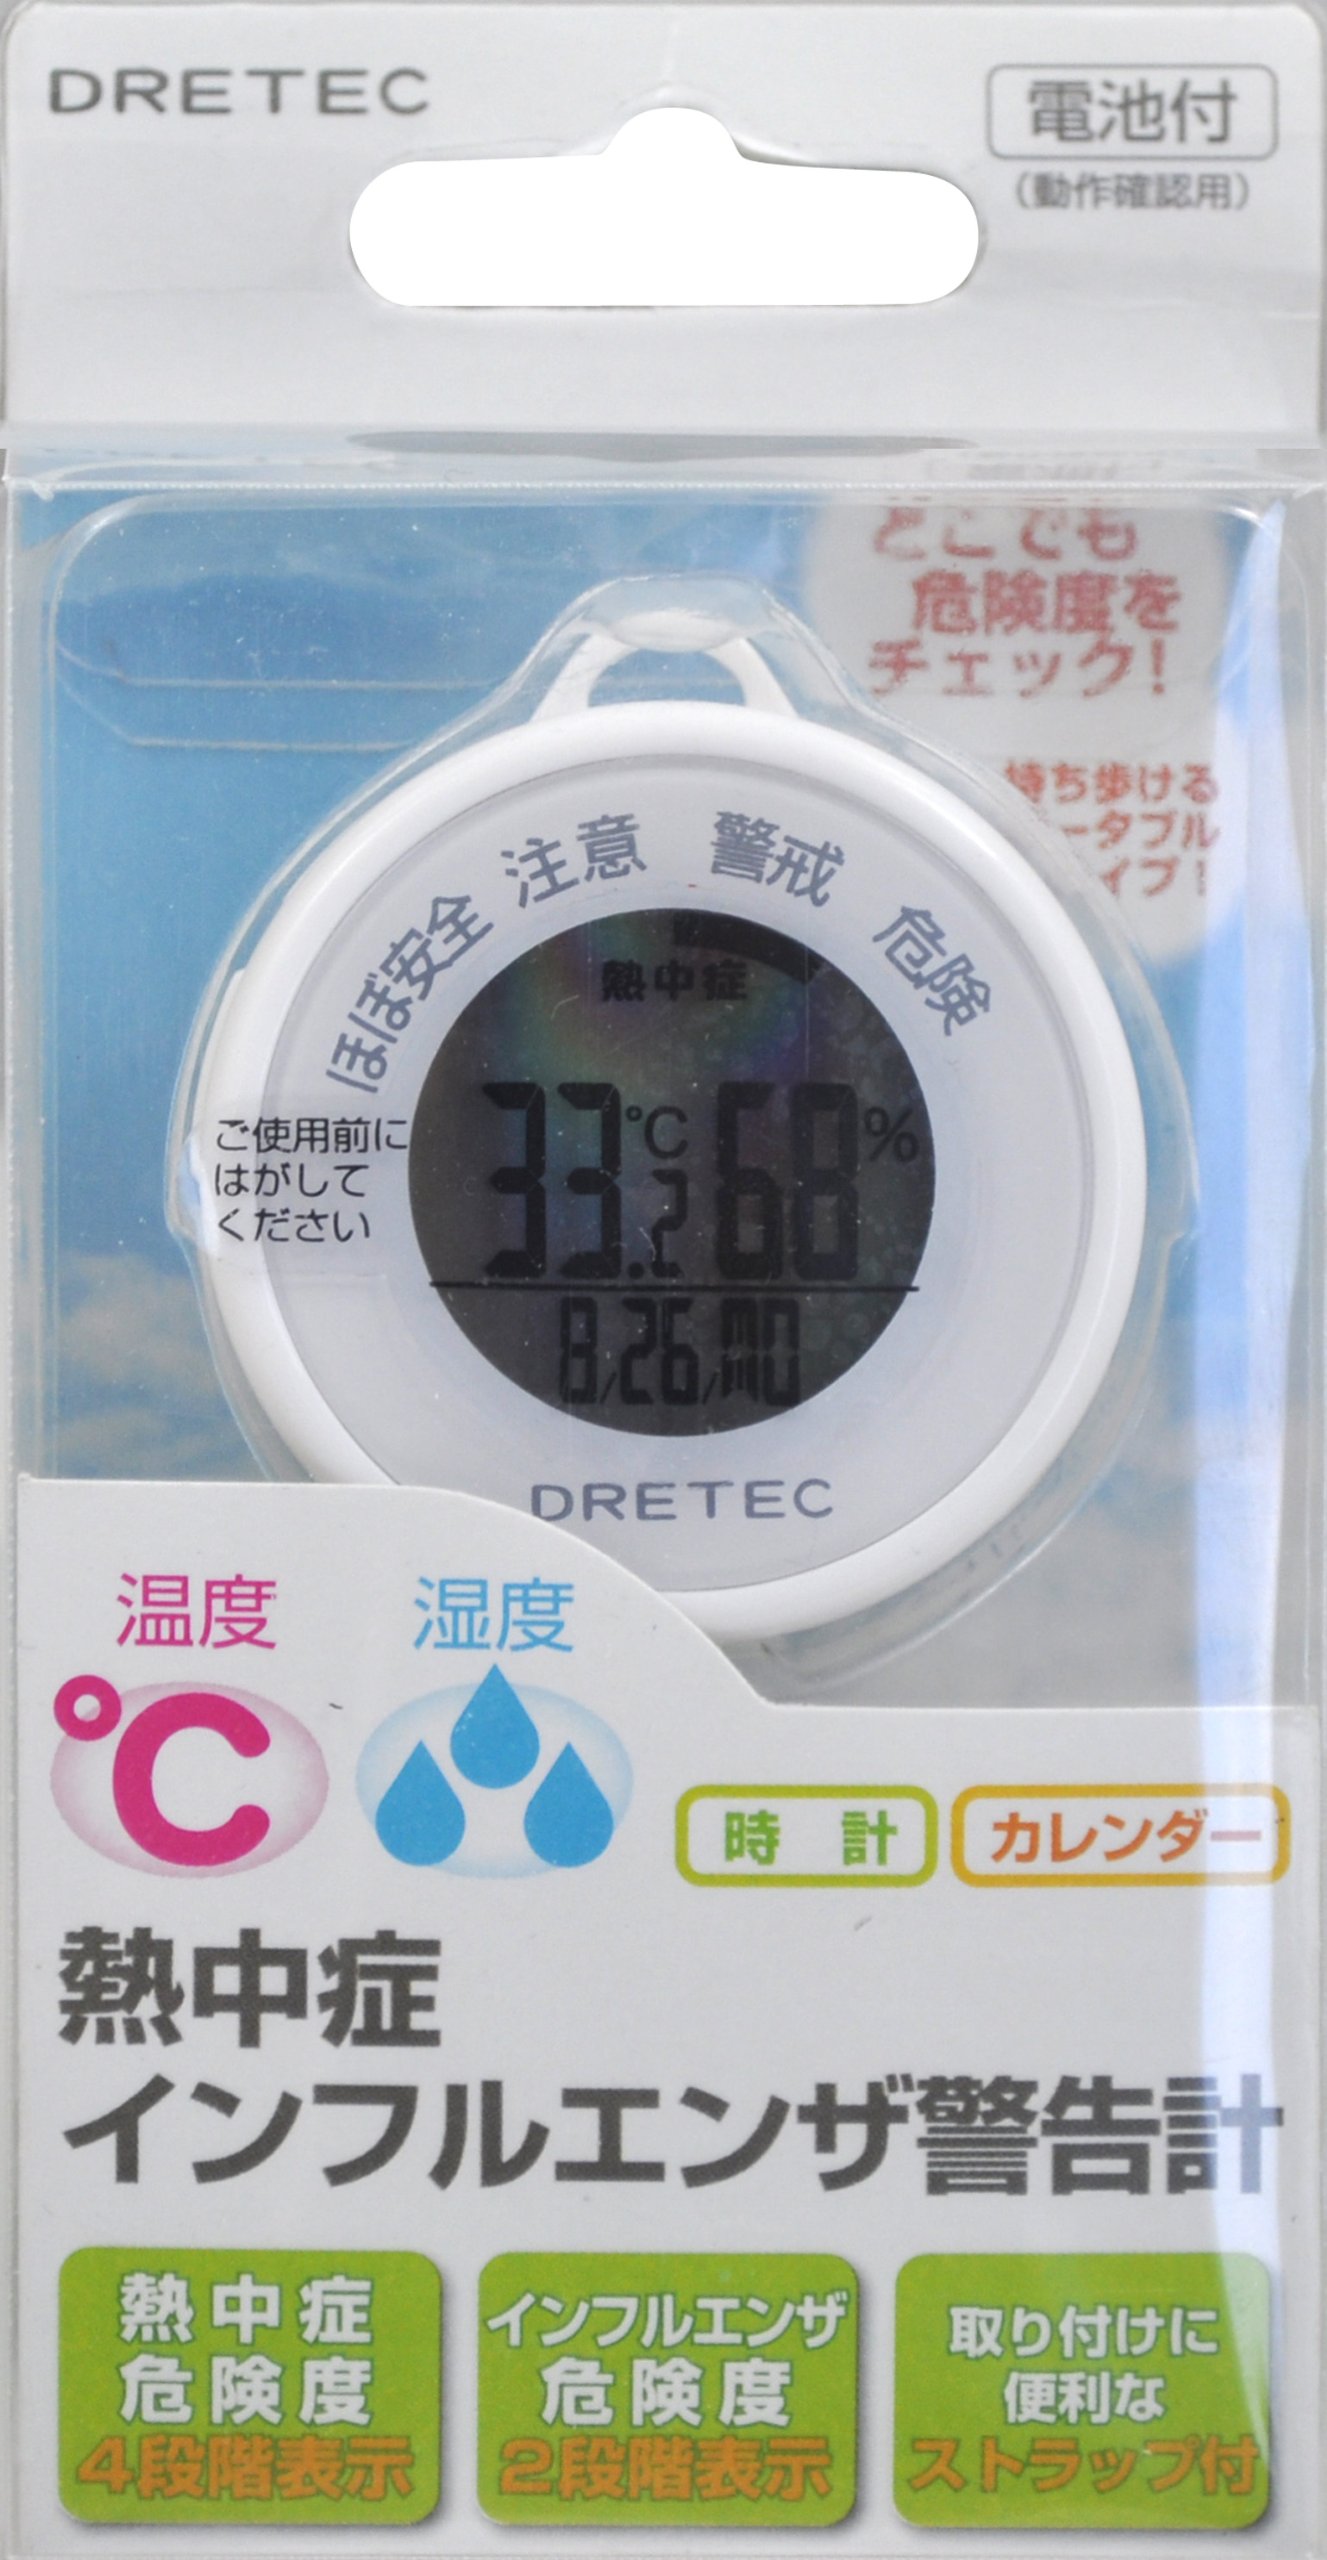 DRETEC
電池付
(動作確認用)
どこでも
危険度を
チェック!
持ち歩ける
ータブル
イプ!
ほぼ安全 注意 警戒 危険
熱中症
ご使用前に
はがして
ください
33.2℃ 68%
8/26/MO
DRETEC
温度 湿度
℃
時計 カレンダー
熱中症
インフルエンザ警告計
熱中症
危険度
4段階表示
インフルエンザ
危険度
2段階表示
取り付けに
便利な
ストラップ付